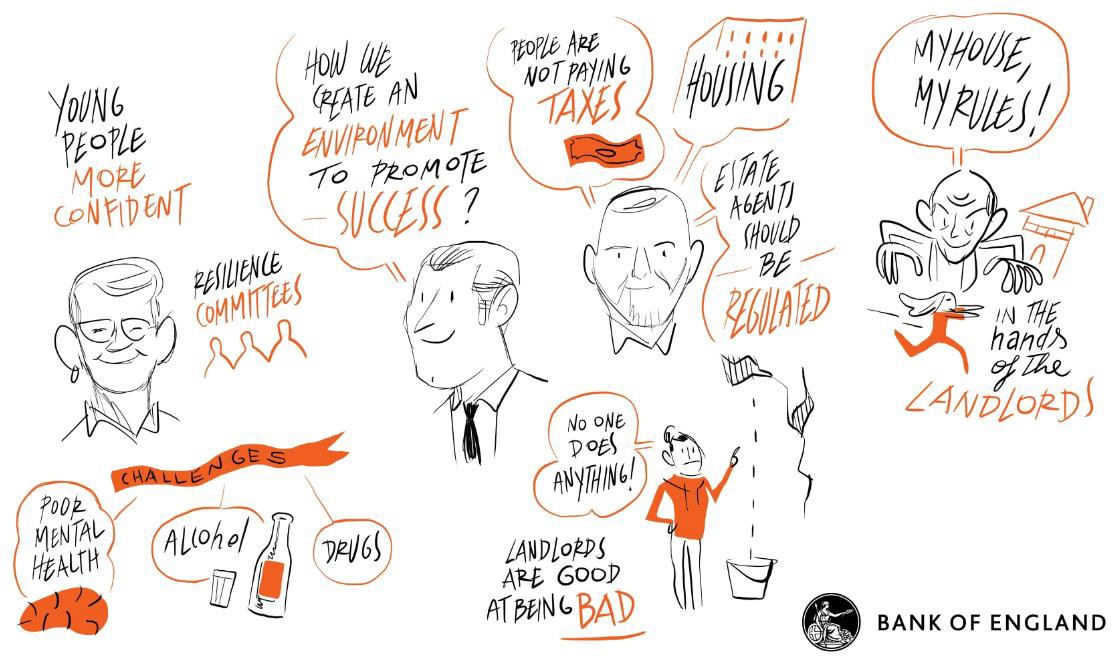 YOUNG
PEOPLE
MORE
CONFIDENT
RESILIENCE
COMMITTEES
HOW WE
CREATE AN
ENVIRONMENT
TO PROMOTE
SUCCESS ?
PEOPLE ARE
NOT PAYING
TAXES
HOUSING
ESTATE
AGENTS
SHOULD
BE
REGULATED
MY HOUSE,
MY RULES!
IN THE
hands
of The
LANDLORDS
CHALLENGES
POOR
MENTAL
HEALTH
ALCohol
DRUGS
NO ONE
DOES
ANYTHING!
LANDLORDS
ARE GOOD
AT BEING BAD
BANK OF ENGLAND